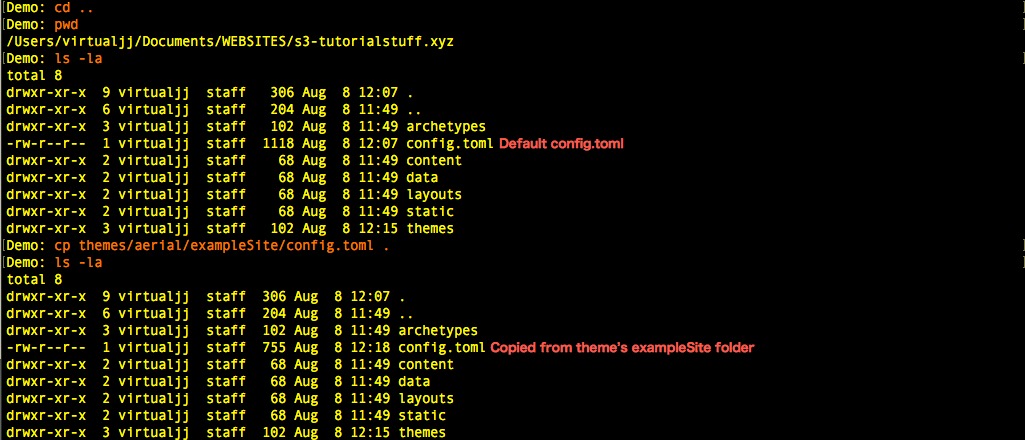 [Demo: cd ..
[Demo: pwd
/Users/virtualjj/Documents/WEBSITES/s3-tutorialstuff.xyz
[Demo: ls -la
total 8
drwxr-xr-x  9 virtualjj  staff   306 Aug  8 12:07 .
drwxr-xr-x  6 virtualjj  staff   204 Aug  8 11:49 ..
drwxr-xr-x  3 virtualjj  staff   102 Aug  8 11:49 archetypes
-rw-r--r--  1 virtualjj  staff  1118 Aug  8 12:07 config.toml Default config.toml
drwxr-xr-x  2 virtualjj  staff    68 Aug  8 11:49 content
drwxr-xr-x  2 virtualjj  staff    68 Aug  8 11:49 data
drwxr-xr-x  2 virtualjj  staff    68 Aug  8 11:49 layouts
drwxr-xr-x  2 virtualjj  staff    68 Aug  8 11:49 static
drwxr-xr-x  3 virtualjj  staff   102 Aug  8 12:15 themes
[Demo: cp themes/aerial/exampleSite/config.toml .
[Demo: ls -la
total 8
drwxr-xr-x  9 virtualjj  staff  306 Aug  8 12:07 .
drwxr-xr-x  6 virtualjj  staff  204 Aug  8 11:49 ..
drwxr-xr-x  3 virtualjj  staff  102 Aug  8 11:49 archetypes
-rw-r--r--  1 virtualjj  staff  755 Aug  8 12:18 config.toml Copied from theme's exampleSite folder
drwxr-xr-x  2 virtualjj  staff   68 Aug  8 11:49 content
drwxr-xr-x  2 virtualjj  staff   68 Aug  8 11:49 data
drwxr-xr-x  2 virtualjj  staff   68 Aug  8 11:49 layouts
drwxr-xr-x  2 virtualjj  staff   68 Aug  8 11:49 static
drwxr-xr-x  3 virtualjj  staff  102 Aug  8 12:15 themes